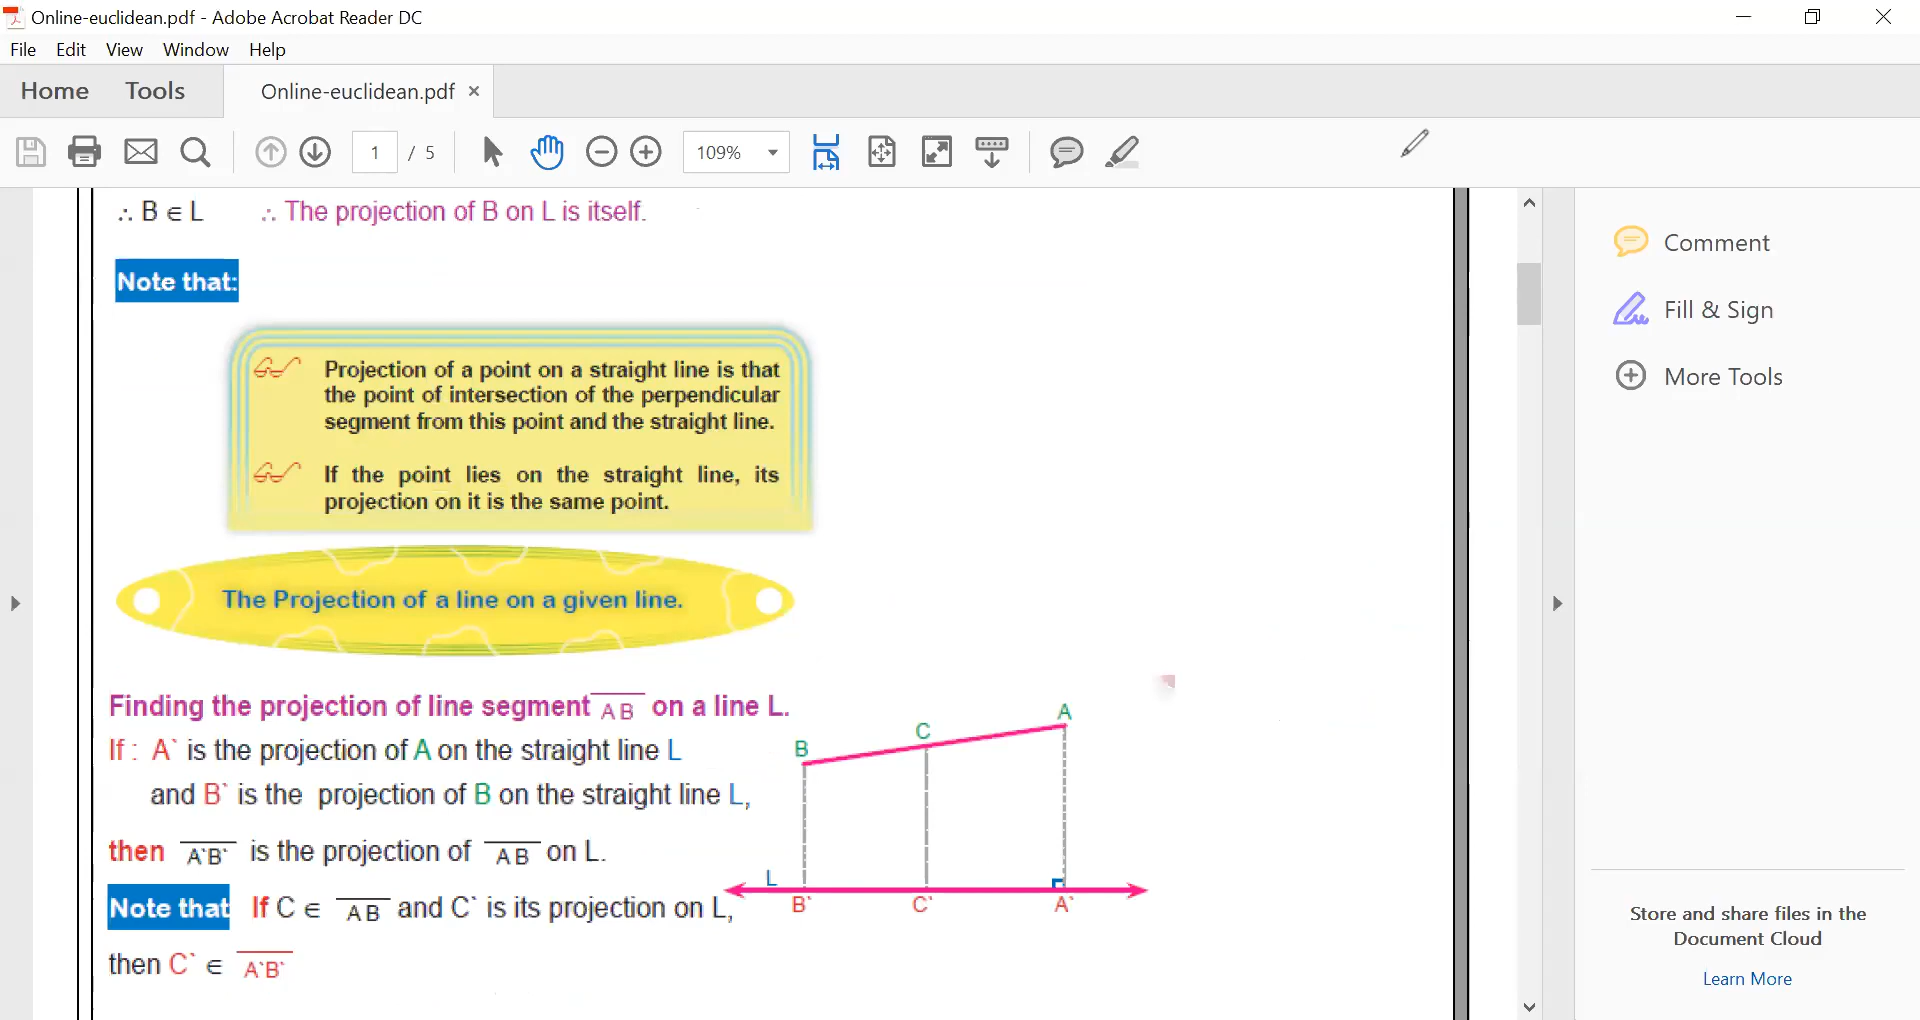 Online-euclidean.pdf - Adobe Acrobat Reader DC
File Edit View Window Help
Home Tools Online-euclidean.pdf ×
1 / 5 109%
∴ B ∈ L ∴ The projection of B on L is itself.
Note that:
Projection of a point on a straight line is that
the point of intersection of the perpendicular
segment from this point and the straight line.
If the point lies on the straight line, its
projection on it is the same point.
The Projection of a line on a given line.
Finding the projection of line segment A̅B̅ on a line L.
If : A` is the projection of A on the straight line L
and B` is the projection of B on the straight line L,
then A̅`B̅` is the projection of A̅B̅ on L.
Note that If C ∈ A̅B̅ and C` is its projection on L,
then C` ∈ A̅`B̅`
A
C
B
L
B` C` A`
Comment
Fill & Sign
More Tools
Store and share files in the
Document Cloud
Learn More